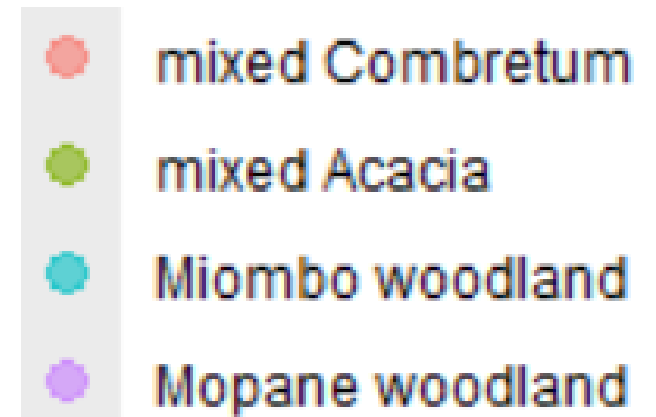 mixed Combretum
mixed Acacia
Miombo woodland
Mopane woodland